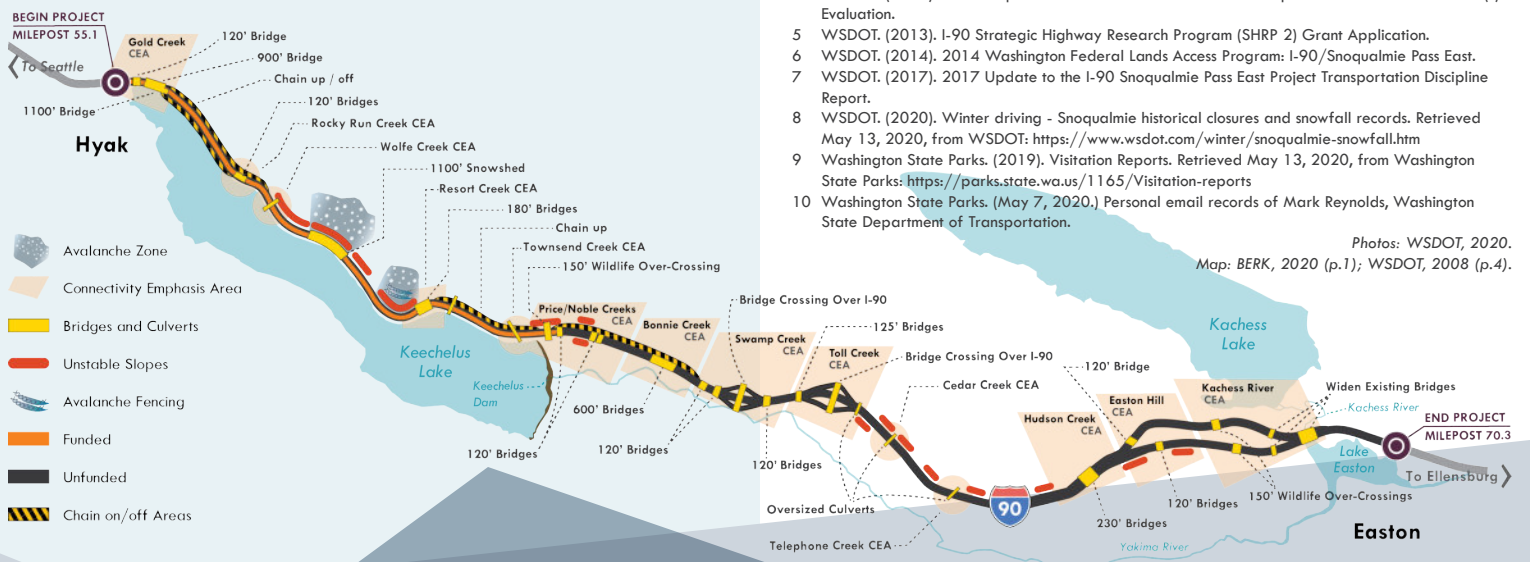 Evaluation.
5 WSDOT. (2013). I-90 Strategic Highway Research Program (SHRP 2) Grant Application.
6 WSDOT. (2014). 2014 Washington Federal Lands Access Program: I-90/Snoqualmie Pass East.
7 WSDOT. (2017). 2017 Update to the I-90 Snoqualmie Pass East Project Transportation Discipline
Report.
8 WSDOT. (2020). Winter driving - Snoqualmie historical closures and snowfall records. Retrieved
May 13, 2020, from WSDOT: https://www.wsdot.com/winter/snoqualmie-snowfall.htm
9 Washington State Parks. (2019). Visitation Reports. Retrieved May 13, 2020, from Washington
State Parks: https://parks.state.wa.us/1165/Visitation-reports
10 Washington State Parks. (May 7, 2020.) Personal email records of Mark Reynolds, Washington
State Department of Transportation.
Photos: WSDOT, 2020.
Map: BERK, 2020 (p.1); WSDOT, 2008 (p.4).
BEGIN PROJECT
MILEPOST 55.1
To Seattle
Gold Creek
CEA
120' Bridge
900' Bridge
Chain up / off
1100' Bridge
Hyak
120' Bridges
Rocky Run Creek CEA
Wolfe Creek CEA
1100' Snowshed
Resort Creek CEA
180' Bridges
Chain up
Townsend Creek CEA
150' Wildlife Over-Crossing
Avalanche Zone
Connectivity Emphasis Area
Bridges and Culverts
Unstable Slopes
Avalanche Fencing
Funded
Unfunded
Chain on/off Areas
Keechelus
Lake
Keechelus
Dam
Price/Noble Creeks
CEA
Bonnie Creek
CEA
Bridge Crossing Over I-90
Swamp Creek
CEA
125' Bridges
Toll Creek
CEA
Bridge Crossing Over I-90
Cedar Creek CEA
600' Bridges
120' Bridges
120' Bridges
120' Bridges
Oversized Culverts
Telephone Creek CEA
90
Hudson Creek
CEA
120' Bridge
Easton Hill
CEA
Kachess
Lake
Kachess River
CEA
Widen Existing Bridges
Kachess River
END PROJECT
MILEPOST 70.3
Lake
Easton
To Ellensburg
150' Wildlife Over-Crossings
120' Bridges
230' Bridges
Yakima River
Easton